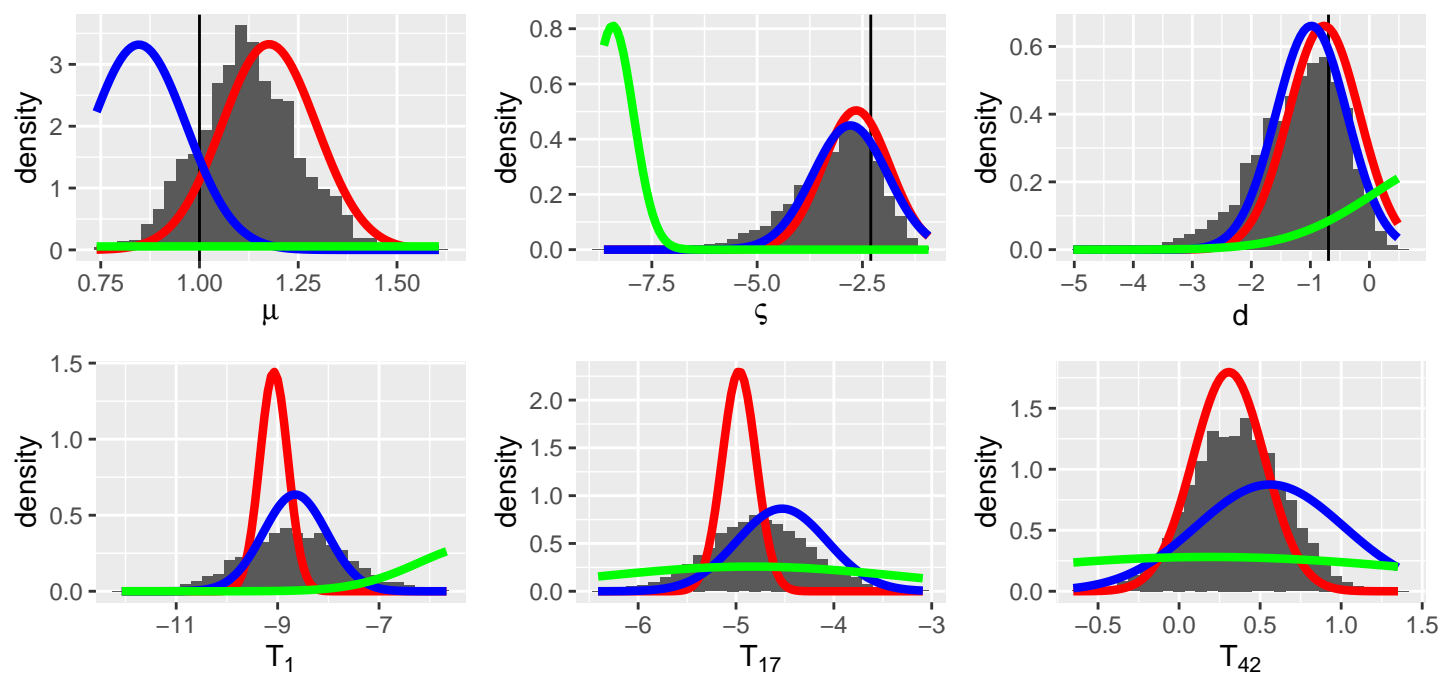 density
3
2
1
0
0.75 1.00 1.25 1.50
μ
density
0.8
0.6
0.4
0.2
0.0
−7.5 −5.0 −2.5
ς
density
0.6
0.4
0.2
0.0
−5 −4 −3 −2 −1 0
d
density
1.5
1.0
0.5
0.0
−11 −9 −7
T₁
density
2.0
1.5
1.0
0.5
0.0
−6 −5 −4 −3
T₁₇
density
1.5
1.0
0.5
0.0
−0.5 0.0 0.5 1.0 1.5
T₄₂